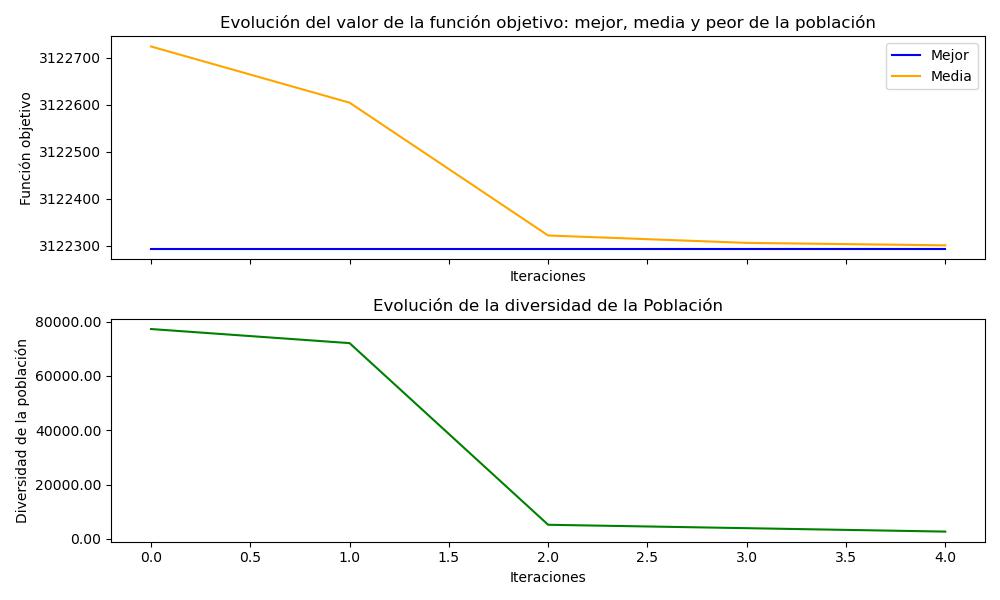 Evolución del valor de la función objetivo: mejor, media y peor de la población
3122700
3122600
3122500
3122400
3122300
Función objetivo
Mejor
Media
Iteraciones
Evolución de la diversidad de la Población
80000.00
60000.00
40000.00
20000.00
0.00
Diversidad de la población
0.0 0.5 1.0 1.5 2.0 2.5 3.0 3.5 4.0
Iteraciones